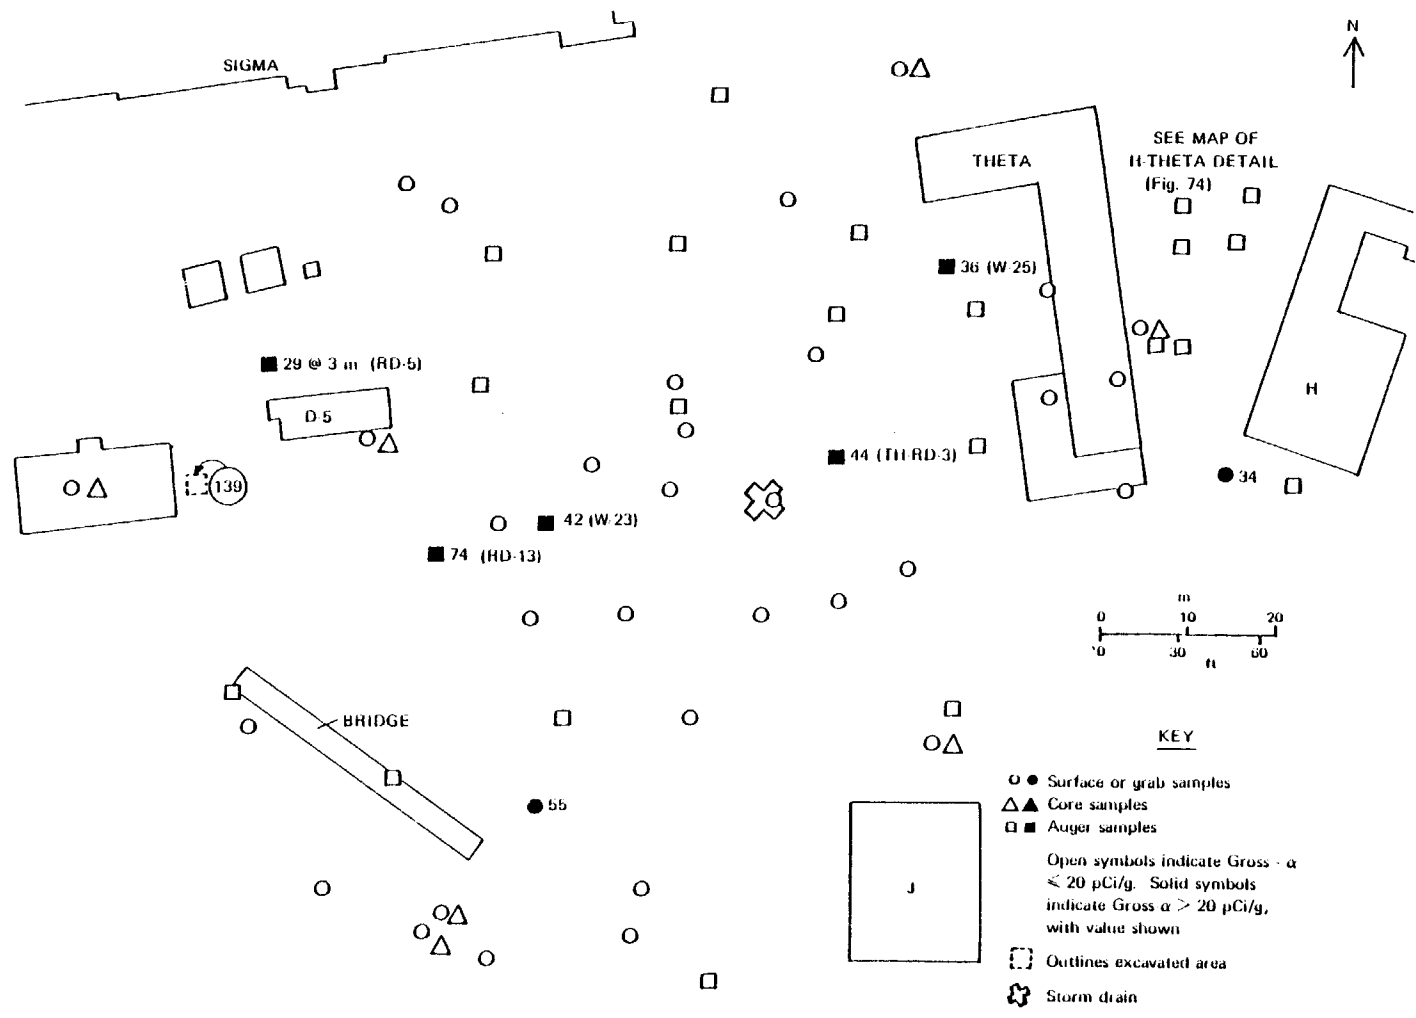 N
SIGMA
SEE MAP OF
H-THETA DETAIL
(Fig. 74)
THETA
36 (W-25)
29 @ 3 m (RD-5)
D-5
H
44 (TH-RD-3)
34
139
42 (W-23)
74 (RD-13)
m
0 10 20
0 30 60
ft
BRIDGE
55
J
KEY
Surface or grab samples
Core samples
Auger samples
Open symbols indicate Gross - α
≤ 20 pCi/g. Solid symbols
indicate Gross α > 20 pCi/g,
with value shown
Outlines excavated area
Storm drain